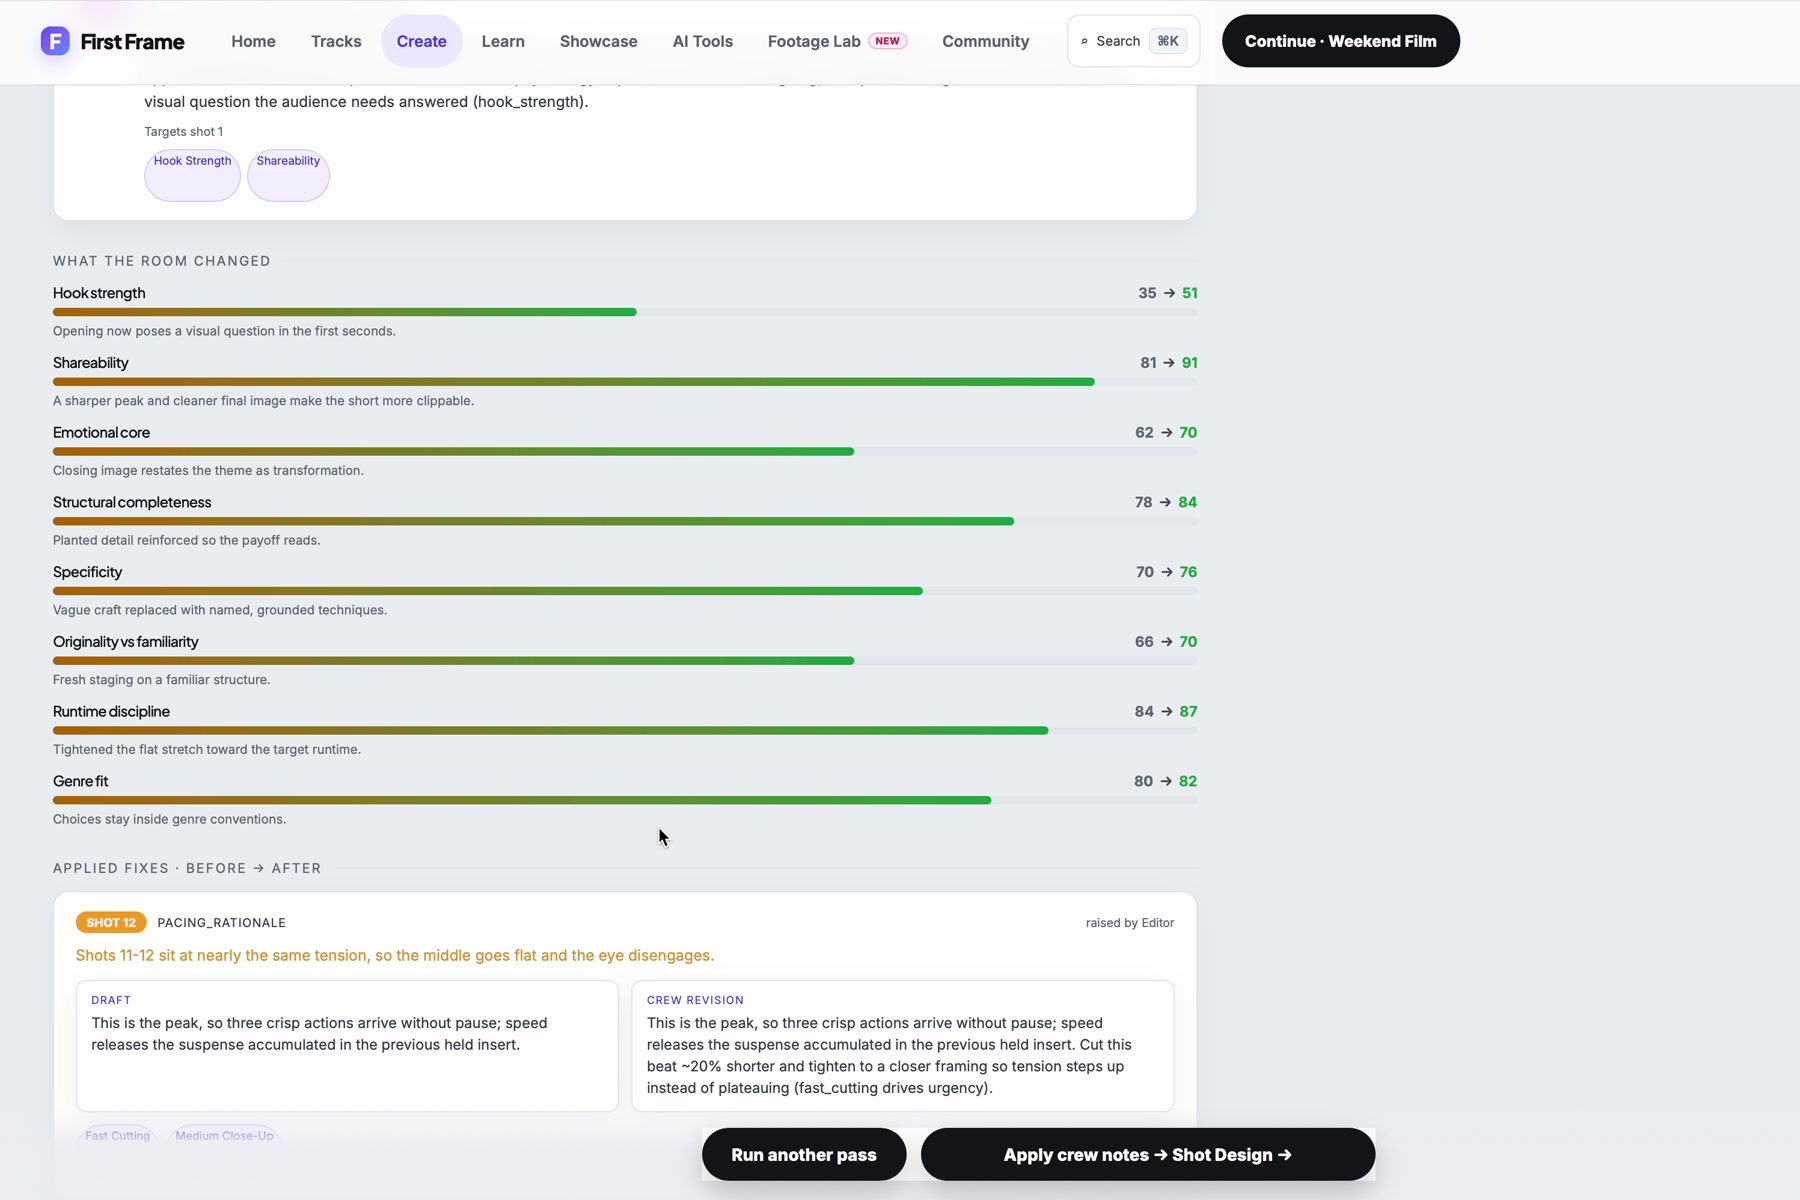 F First Frame
Home
Tracks
Create
Learn
Showcase
AI Tools
Footage Lab NEW
Community
Search ⌘K
Continue · Weekend Film
visual question the audience needs answered (hook_strength).
Targets shot 1
Hook Strength
Shareability
WHAT THE ROOM CHANGED
Hook strength 35 → 51
Opening now poses a visual question in the first seconds.
Shareability 81 → 91
A sharper peak and cleaner final image make the short more clippable.
Emotional core 62 → 70
Closing image restates the theme as transformation.
Structural completeness 78 → 84
Planted detail reinforced so the payoff reads.
Specificity 70 → 76
Vague craft replaced with named, grounded techniques.
Originality vs familiarity 66 → 70
Fresh staging on a familiar structure.
Runtime discipline 84 → 87
Tightened the flat stretch toward the target runtime.
Genre fit 80 → 82
Choices stay inside genre conventions.
APPLIED FIXES · BEFORE → AFTER
SHOT 12 PACING_RATIONALE raised by Editor
Shots 11-12 sit at nearly the same tension, so the middle goes flat and the eye disengages.
DRAFT
This is the peak, so three crisp actions arrive without pause; speed
releases the suspense accumulated in the previous held insert.
CREW REVISION
This is the peak, so three crisp actions arrive without pause; speed
releases the suspense accumulated in the previous held insert. Cut this
beat ~20% shorter and tighten to a closer framing so tension steps up
instead of plateauing (fast_cutting drives urgency).
Fast Cutting
Medium Close-Up
Run another pass
Apply crew notes → Shot Design →